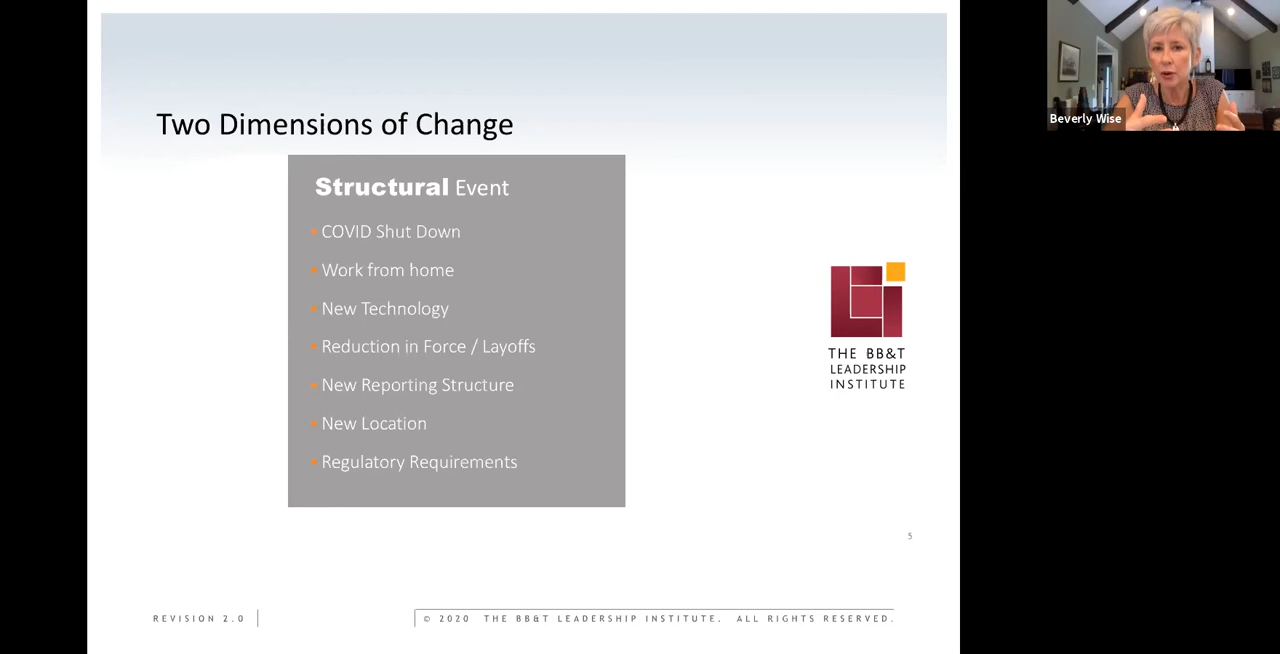 Two Dimensions of Change
Structural Event
▪ COVID Shut Down
▪ Work from home
▪ New Technology
▪ Reduction in Force / Layoffs
▪ New Reporting Structure
▪ New Location
▪ Regulatory Requirements
THE BB&T
LEADERSHIP
INSTITUTE
5
REVISION 2.0
© 2020 THE BB&T LEADERSHIP INSTITUTE. ALL RIGHTS RESERVED.
Beverly Wise